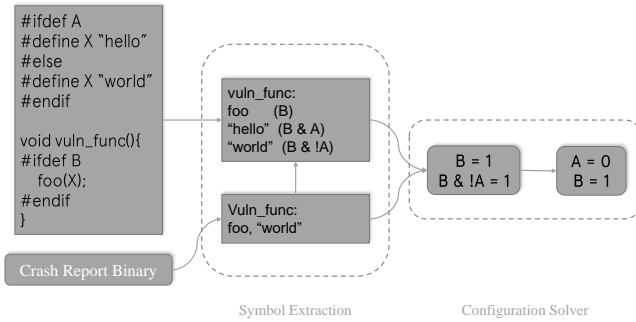 #ifdef A
#define X “hello”
#else
#define X “world”
#endif
void vuln_func(){
#ifdef B
foo(X);
#endif
}
Crash Report Binary
vuln_func:
foo (B)
“hello” (B & A)
“world” (B & !A)
Vuln_func:
foo, “world”
Symbol Extraction
B = 1
B & !A = 1
A = 0
B = 1
Configuration Solver